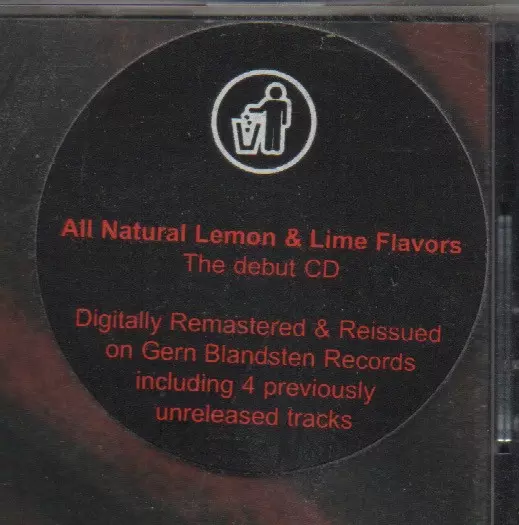 All Natural Lemon & Lime Flavors
The debut CD
Digitally Remastered & Reissued
on Gern Blandsten Records
including 4 previously
unreleased tracks